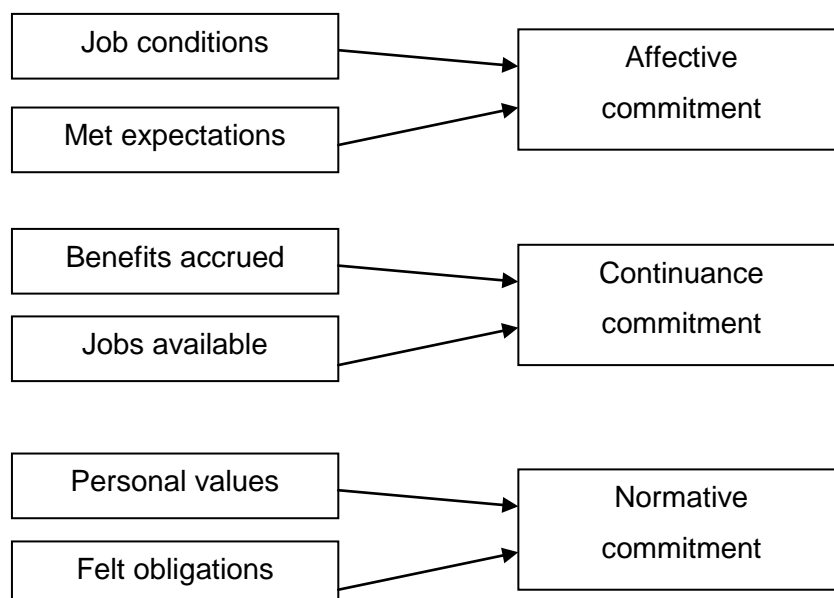 Job conditions
Met expectations
Affective
commitment
Benefits accrued
Jobs available
Continuance
commitment
Personal values
Felt obligations
Normative
commitment